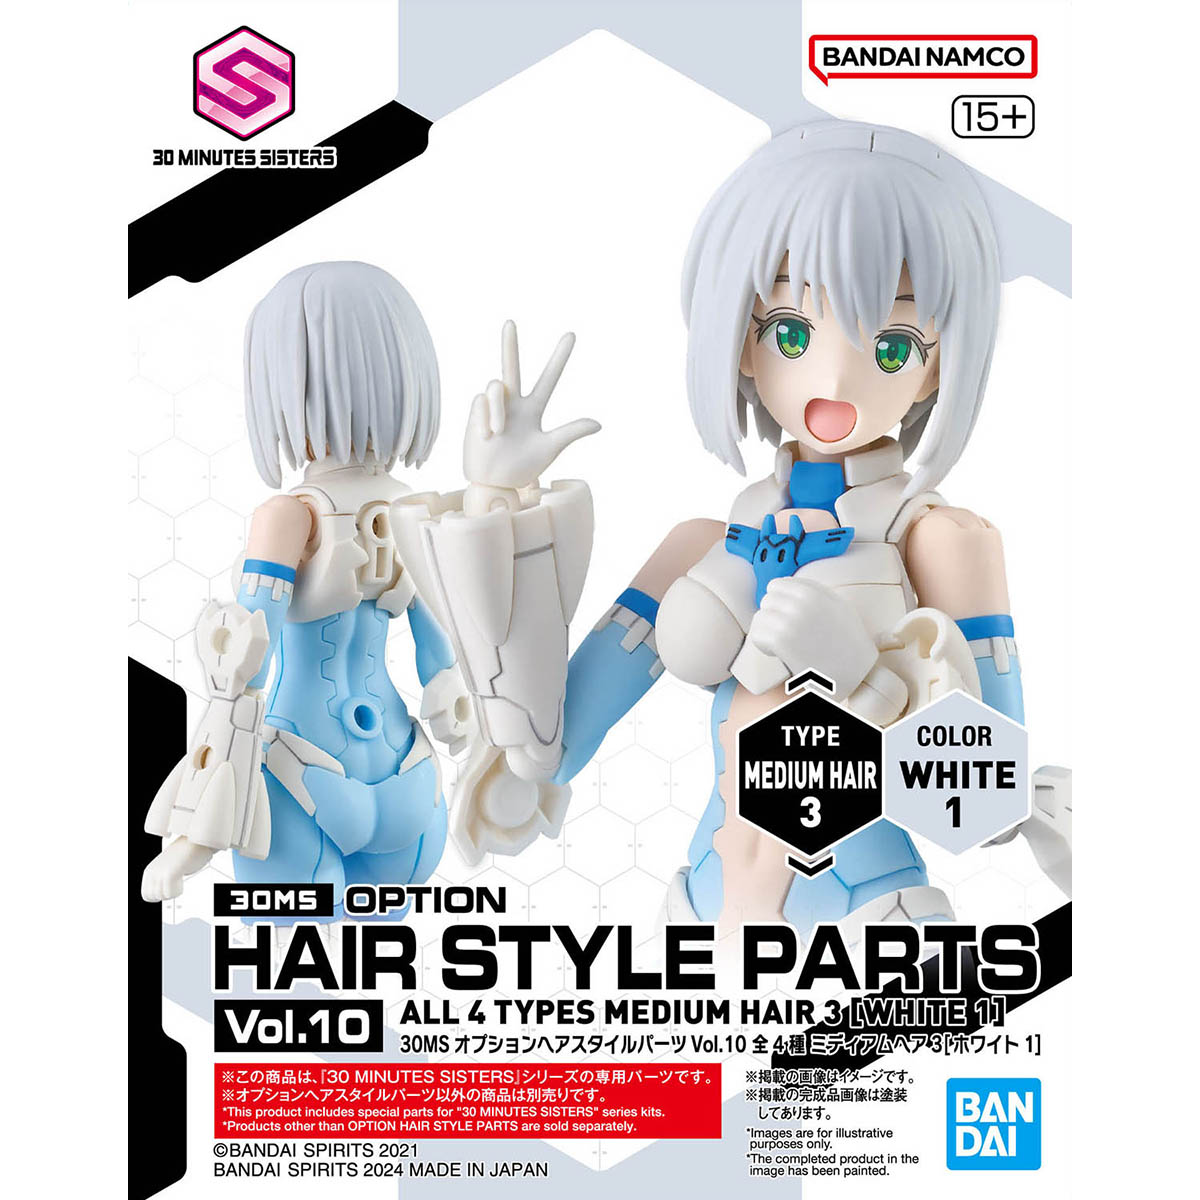 30 MINUTES SISTERS
BANDAI NAMCO
15+
TYPE
MEDIUM HAIR
3
COLOR
WHITE
1
30MS OPTION
HAIR STYLE PARTS
Vol.10
ALL 4 TYPES MEDIUM HAIR 3 [WHITE 1]
30MS オプションヘアスタイルパーツ Vol.10 全4種 ミディアムヘア3[ホワイト 1]
※この商品は、『30 MINUTES SISTERS』シリーズの専用パーツです。
※オプションヘアスタイルパーツ以外の商品は別売りです。
*This product includes special parts for "30 MINUTES SISTERS" series kits.
*Products other than OPTION HAIR STYLE PARTS are sold separately.
※掲載の画像はイメージです。
※掲載の完成品画像は塗装
してあります。
*Images are for illustrative
purposes only.
*The completed product in the
image has been painted.
BAN
DAI
©BANDAI SPIRITS 2021
BANDAI SPIRITS 2024 MADE IN JAPAN